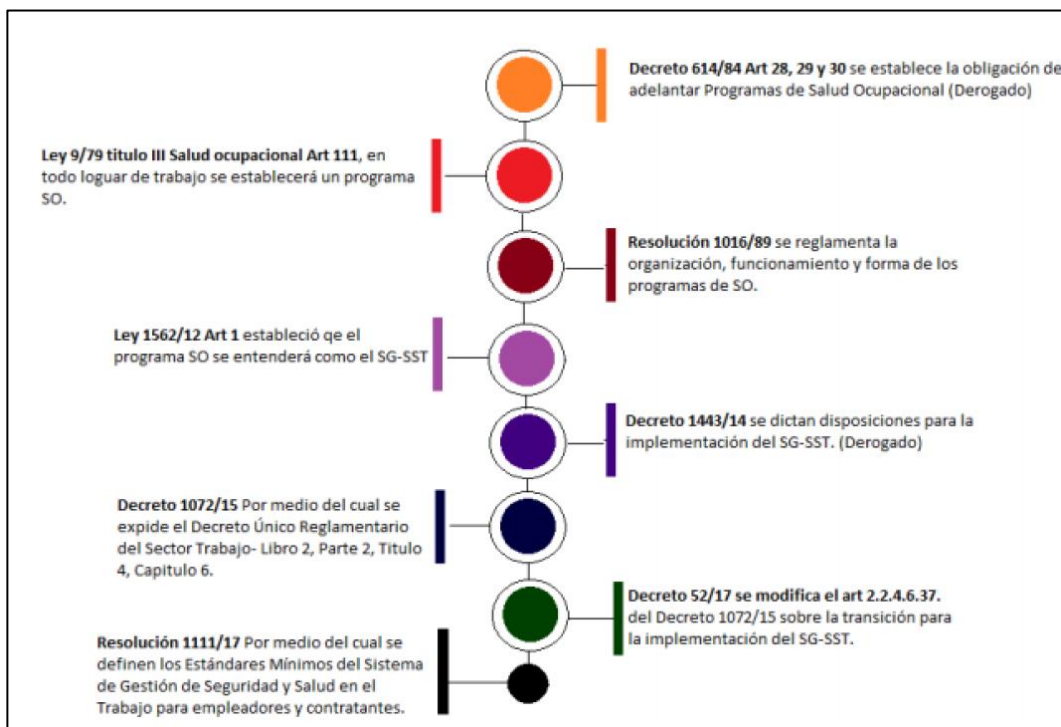 Decreto 614/84 Art 28, 29 y 30 se establece la obligación de
adelantar Programas de Salud Ocupacional (Derogado)
Ley 9/79 titulo III Salud ocupacional Art 111, en
todo loguar de trabajo se establecerá un programa
SO.
Resolución 1016/89 se reglamenta la
organización, funcionamiento y forma de los
programas de SO.
Ley 1562/12 Art 1 estableció qe el
programa SO se entenderá como el SG-SST
Decreto 1443/14 se dictan disposiciones para la
implementación del SG-SST. (Derogado)
Decreto 1072/15 Por medio del cual se
expide el Decreto Único Reglamentario
del Sector Trabajo- Libro 2, Parte 2, Titulo
4, Capitulo 6.
Decreto 52/17 se modifica el art 2.2.4.6.37.
del Decreto 1072/15 sobre la transición para
la implementación del SG-SST.
Resolución 1111/17 Por medio del cual se
definen los Estándares Mínimos del Sistema
de Gestión de Seguridad y Salud en el
Trabajo para empleadores y contratantes.